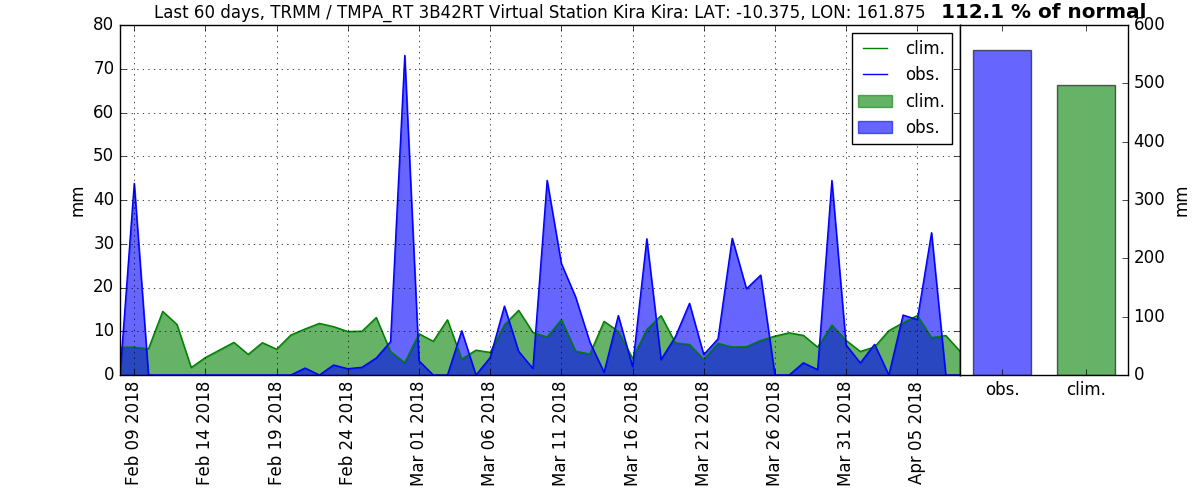 Last 60 days, TRMM / TMPA_RT 3B42RT Virtual Station Kira Kira: LAT: -10.375, LON: 161.875 112.1 % of normal
80
70
60
50
40
30
20
10
0
mm
clim.
obs.
clim.
obs.
600
500
400
300
200
100
0
mm
obs.
clim.
Feb 09 2018
Feb 14 2018
Feb 19 2018
Feb 24 2018
Mar 01 2018
Mar 06 2018
Mar 11 2018
Mar 16 2018
Mar 21 2018
Mar 26 2018
Mar 31 2018
Apr 05 2018